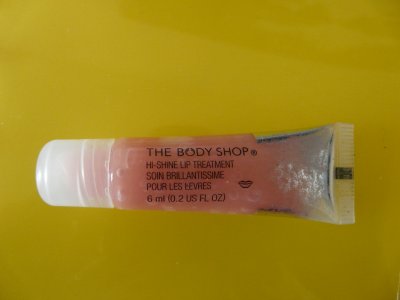 THE BODY SHOP®
HI-SHINE LIP TREATMENT
SOIN BRILLANTISSIME
POUR LES LÈVRES
6 ml (0.2 US FL OZ)